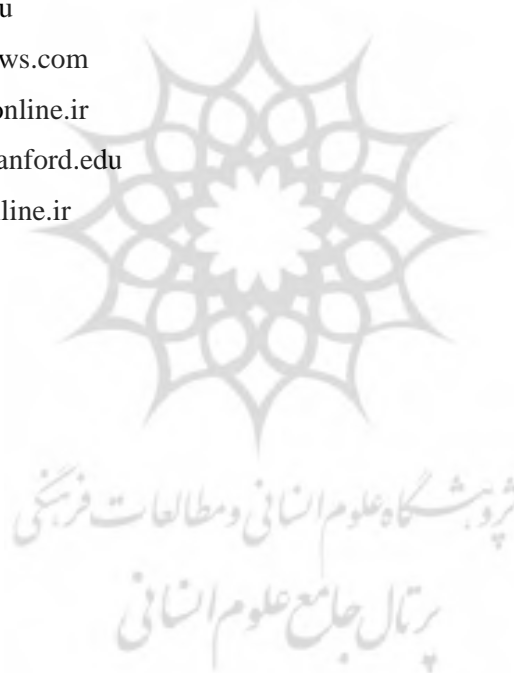 u
ws.com
online.ir
anford.edu
line.ir
پژوهشگاه علوم انسانی و مطالعات فرهنگی
پرتال جامع علوم انسانی